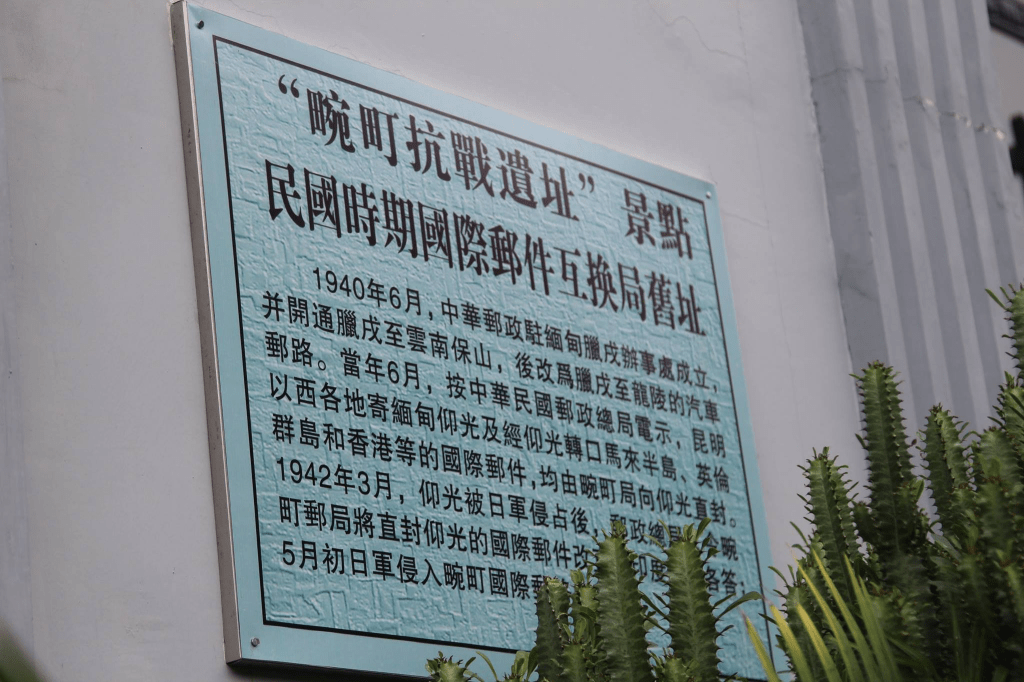 “畹町抗戰遺址” 景點
民國時期國際郵件互换局舊址
1940年6月，中華郵政駐緬甸臘戌辦事處成立，
并開通臘戌至雲南保山，後改爲臘戌至龍陵的汽車
郵路。當年6月，按中華民國郵政總局電示，昆明
以西各地寄緬甸仰光及經仰光轉口馬來半島、英倫
群島和香港等的國際郵件，均由畹町局向仰光直封。
1942年3月，仰光被日軍侵占後，郵政總局 畹
町郵局將直封仰光的國際郵件改 印度 各答；
5月初日軍侵入畹町國際郵